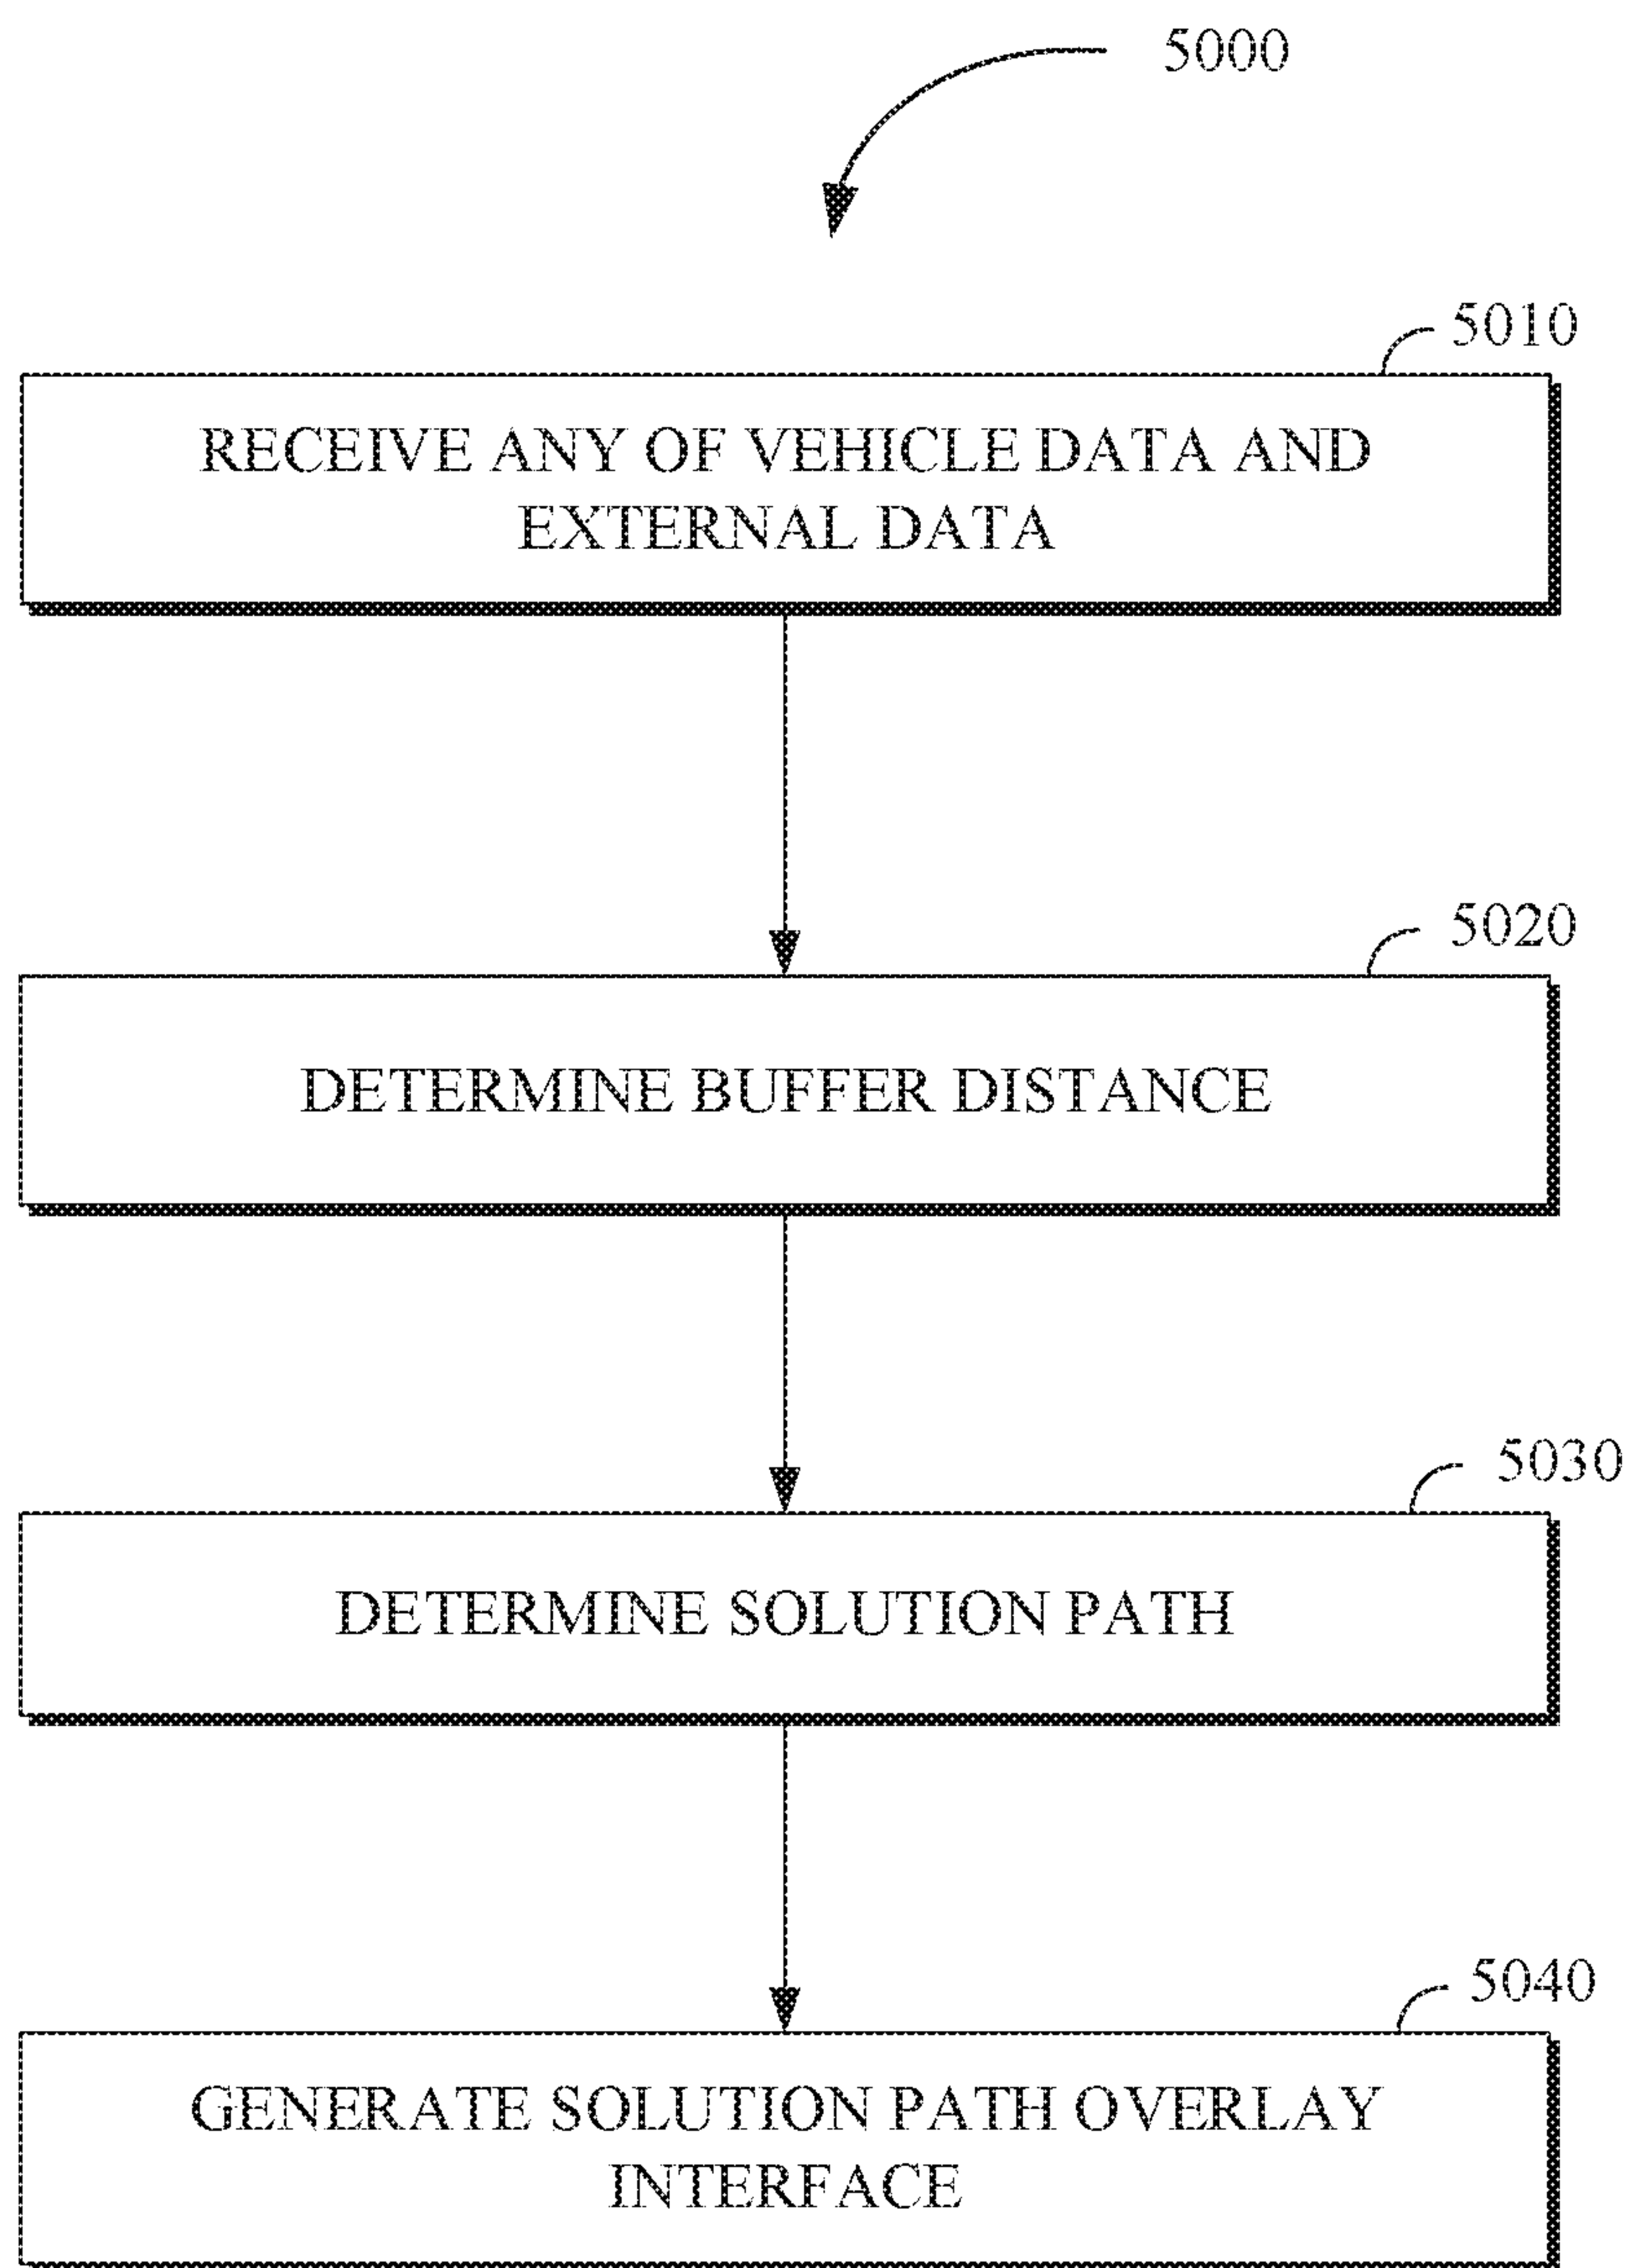 5000
5010
RECEIVE ANY OF VEHICLE DATA AND
EXTERNAL DATA
5020
DETERMINE BUFFER DISTANCE
5030
DETERMINE SOLUTION PATH
5040
GENERATE SOLUTION PATH OVERLAY
INTERFACE